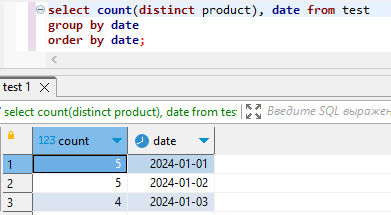 select count(distinct product), date from test
group by date
order by date;
test 1
select count(distinct product), date from tes
Введите SQL выражен
123 count
date
1 5 2024-01-01
2 5 2024-01-02
3 4 2024-01-03